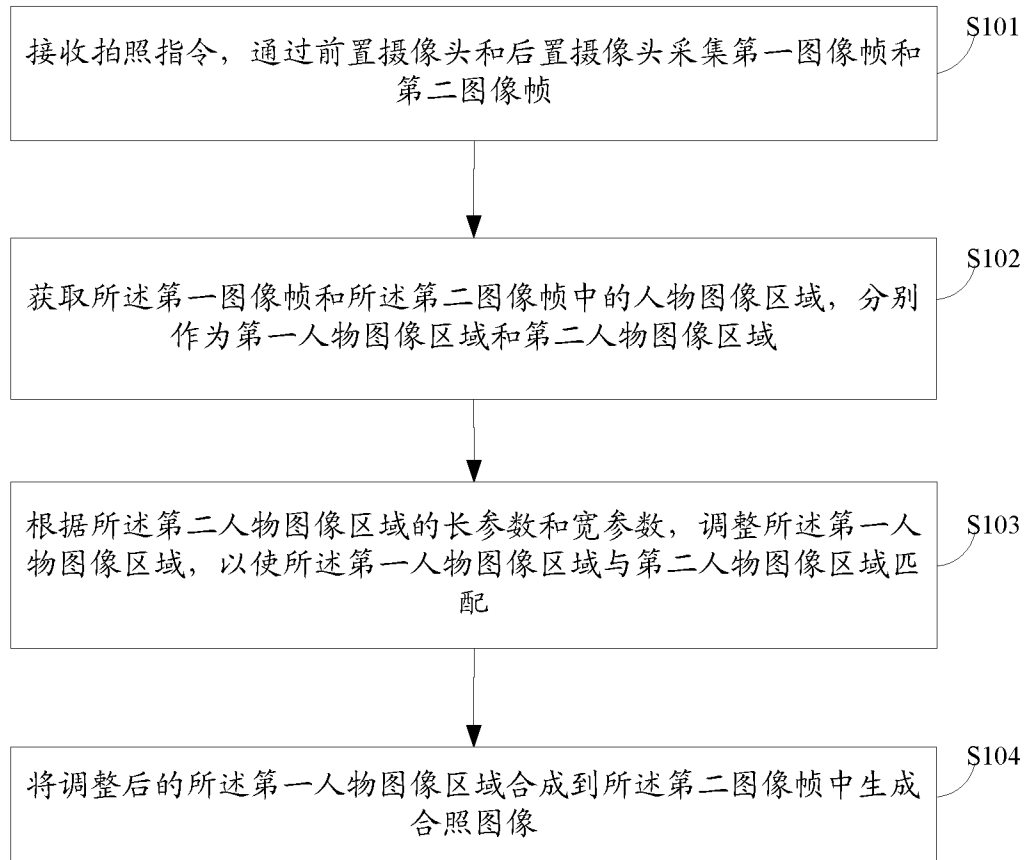 接收拍照指令，通过前置摄像头和后置摄像头采集第一图像帧和
第二图像帧
S101
获取所述第一图像帧和所述第二图像帧中的人物图像区域，分别
作为第一人物图像区域和第二人物图像区域
S102
根据所述第二人物图像区域的长参数和宽参数，调整所述第一人
物图像区域，以使所述第一人物图像区域与第二人物图像区域匹
配
S103
将调整后的所述第一人物图像区域合成到所述第二图像帧中生成
合照图像
S104